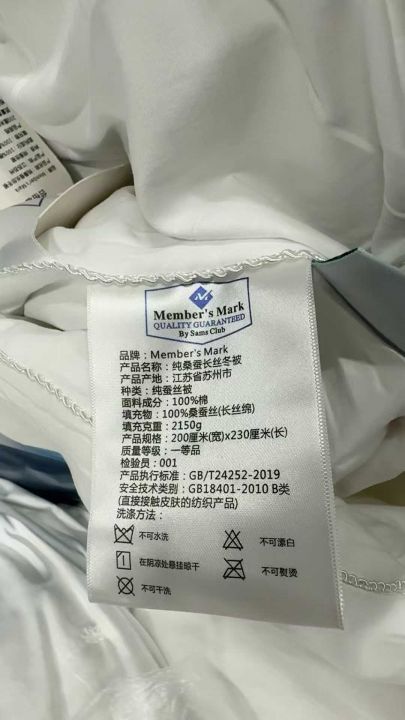 Member's Mark
QUALITY GUARANTEED
By Sams Club
品牌：Member's Mark
产品名称：纯桑蚕长丝冬被
产品产地：江苏省苏州市
种类：纯蚕丝被
面料成分：100%棉
填充物：100%桑蚕丝(长丝绵)
填充克重：2150g
产品规格：200厘米(宽)x230厘米(长)
质量等级：一等品
检验员：001
产品执行标准：GB/T24252-2019
安全技术类别：GB18401-2010 B类
(直接接触皮肤的纺织产品)
洗涤方法：
不可水洗 不可漂白
在阴凉处悬挂晾干 不可熨烫
不可干洗